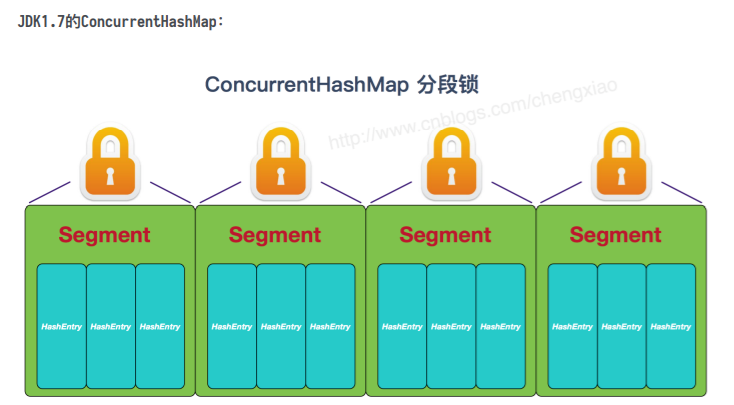 JDK1.7的ConcurrentHashMap：
ConcurrentHashMap 分段锁
http://www.cnblogs.com/chengxiao
Segment Segment Segment Segment
HashEntry HashEntry HashEntry HashEntry HashEntry HashEntry HashEntry HashEntry HashEntry HashEntry HashEntry HashEntry